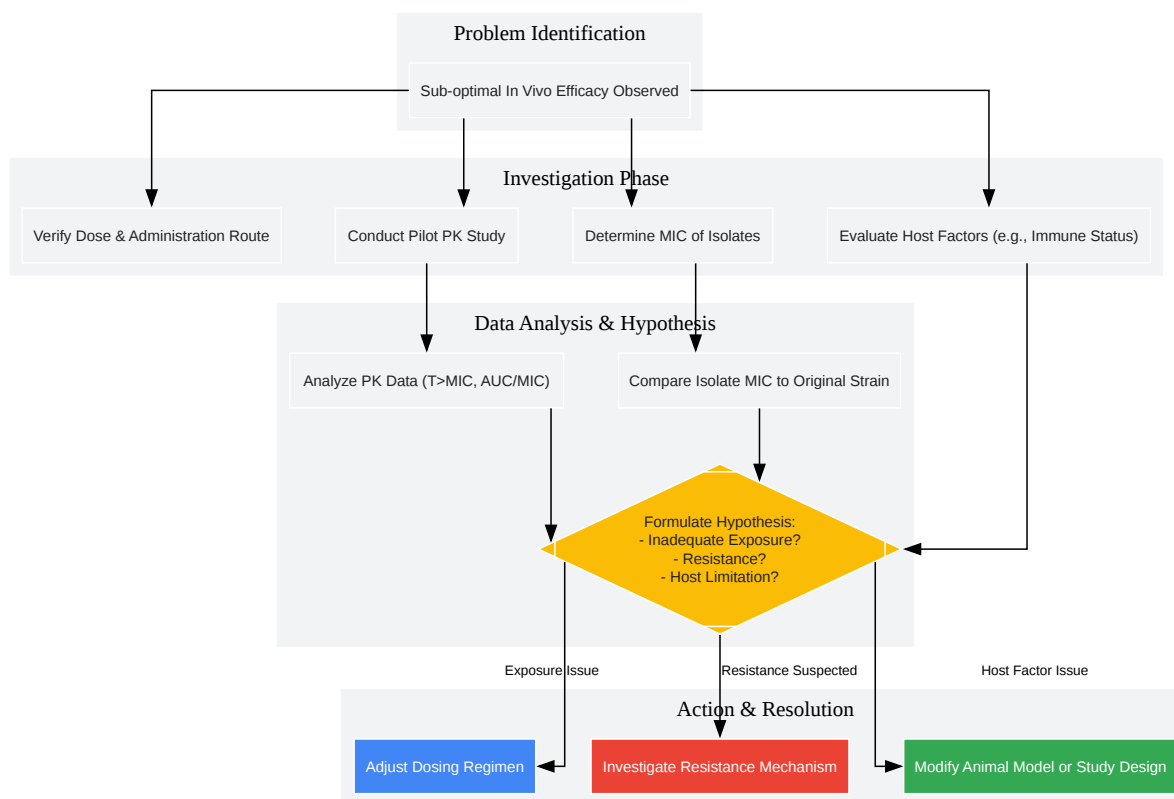 Problem Identification
Sub-optimal In Vivo Efficacy Observed
Investigation Phase
Verify Dose & Administration Route
Conduct Pilot PK Study
Determine MIC of Isolates
Evaluate Host Factors (e.g., Immune Status)
Data Analysis & Hypothesis
Analyze PK Data (T>MIC, AUC/MIC)
Compare Isolate MIC to Original Strain
Formulate Hypothesis:
- Inadequate Exposure?
- Resistance?
- Host Limitation?
Exposure Issue
Resistance Suspected
Host Factor Issue
Action & Resolution
Adjust Dosing Regimen
Investigate Resistance Mechanism
Modify Animal Model or Study Design